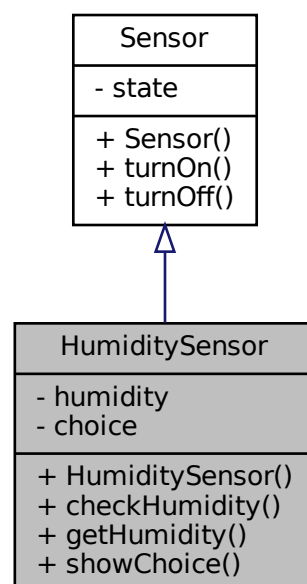 Sensor
- state
+ Sensor()
+ turnOn()
+ turnOff()
HumiditySensor
- humidity
- choice
+ HumiditySensor()
+ checkHumidity()
+ getHumidity()
+ showChoice()